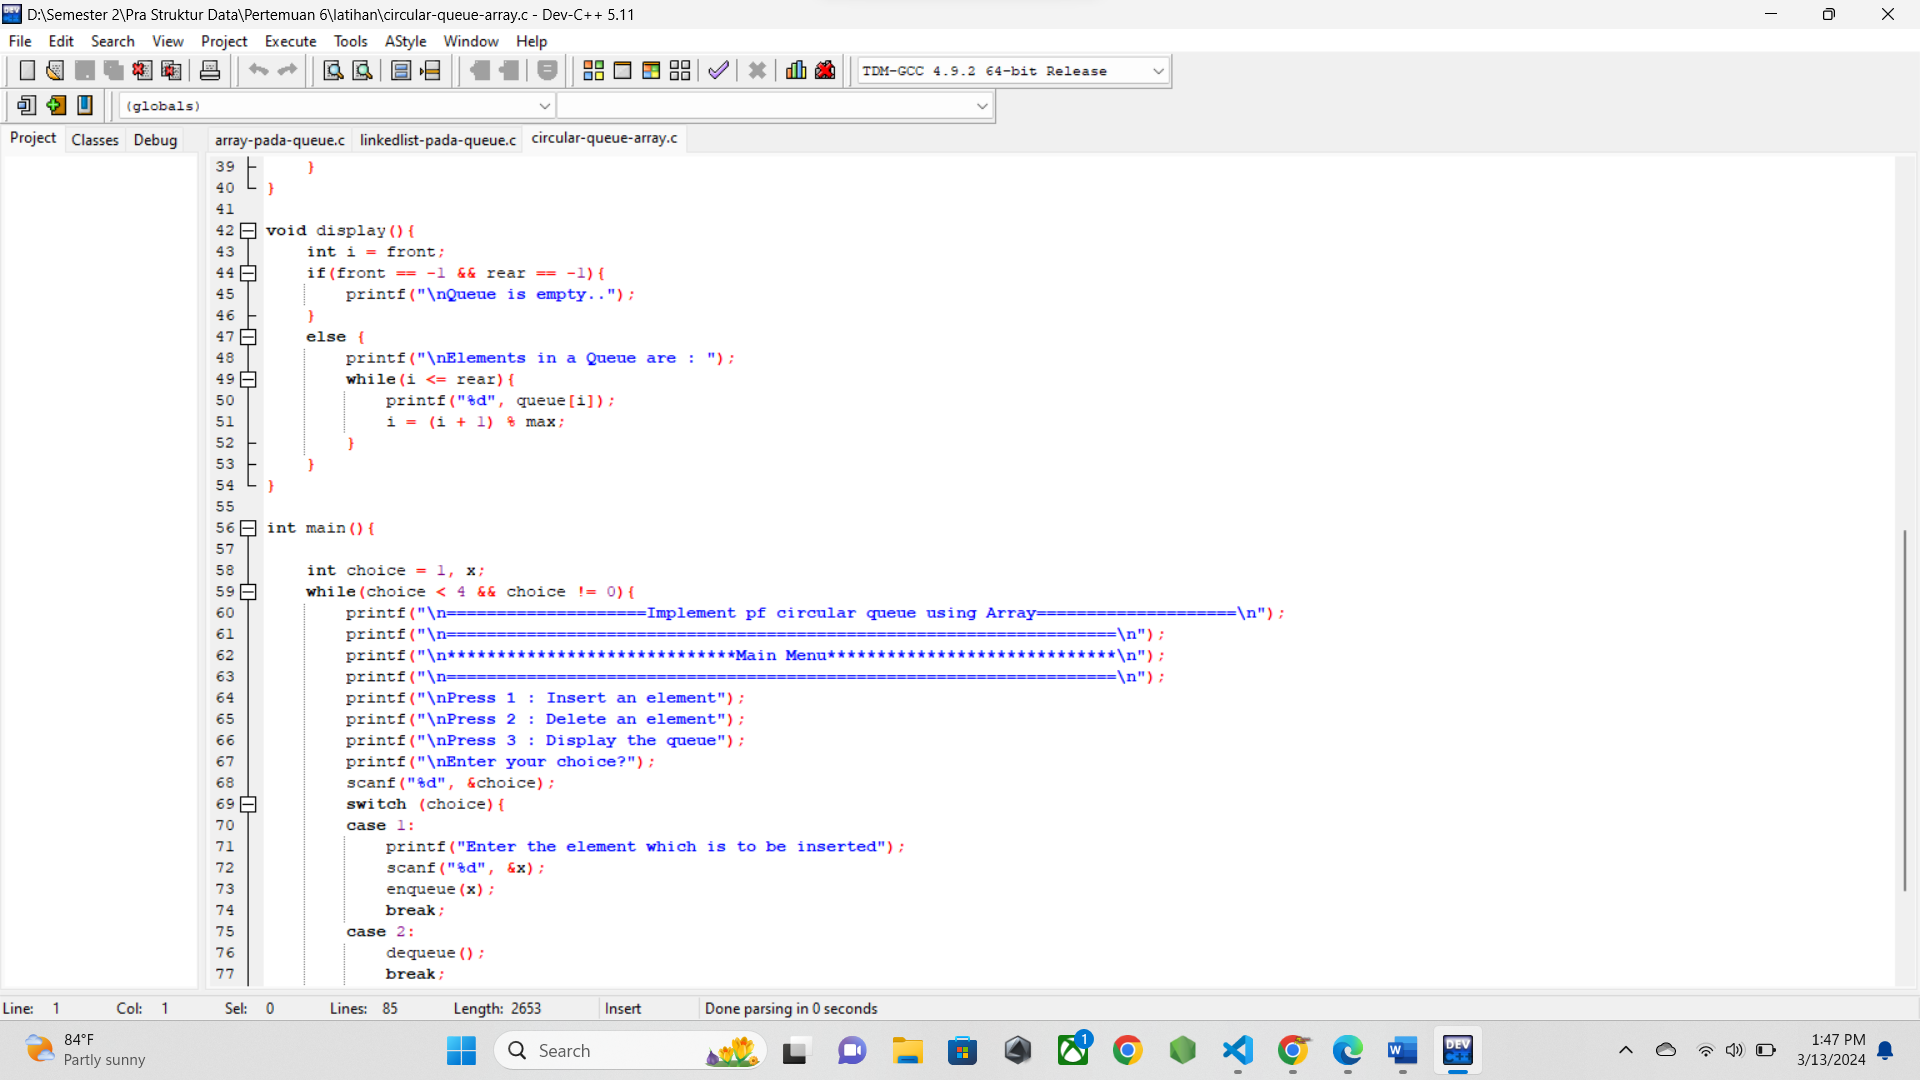 D:\Semester 2\Pra Struktur Data\Pertemuan 6\latihan\circular-queue-array.c - Dev-C++ 5.11
File Edit Search View Project Execute Tools AStyle Window Help
TDM-GCC 4.9.2 64-bit Release
(globals)
Project Classes Debug array-pada-queue.c linkedlist-pada-queue.c circular-queue-array.c
39     }
40 }
41
42 void display(){
43     int i = front;
44     if(front == -1 && rear == -1){
45         printf("\nQueue is empty..");
46     }
47     else {
48         printf("\nElements in a Queue are : ");
49         while(i <= rear){
50             printf("%d", queue[i]);
51             i = (i + 1) % max;
52         }
53     }
54 }
55
56 int main(){
57
58     int choice = 1, x;
59     while(choice < 4 && choice != 0){
60         printf("\n====================Implement pf circular queue using Array====================\n");
61         printf("\n===================================================================\n");
62         printf("\n*****************************Main Menu*****************************\n");
63         printf("\n===================================================================\n");
64         printf("\nPress 1 : Insert an element");
65         printf("\nPress 2 : Delete an element");
66         printf("\nPress 3 : Display the queue");
67         printf("\nEnter your choice?");
68         scanf("%d", &choice);
69         switch (choice){
70         case 1:
71             printf("Enter the element which is to be inserted");
72             scanf("%d", &x);
73             enqueue(x);
74             break;
75         case 2:
76             dequeue();
77             break;
Line: 1 Col: 1 Sel: 0 Lines: 85 Length: 2653 Insert Done parsing in 0 seconds
84°F
Partly sunny
Search
1
DEV
C++
1:47 PM
3/13/2024